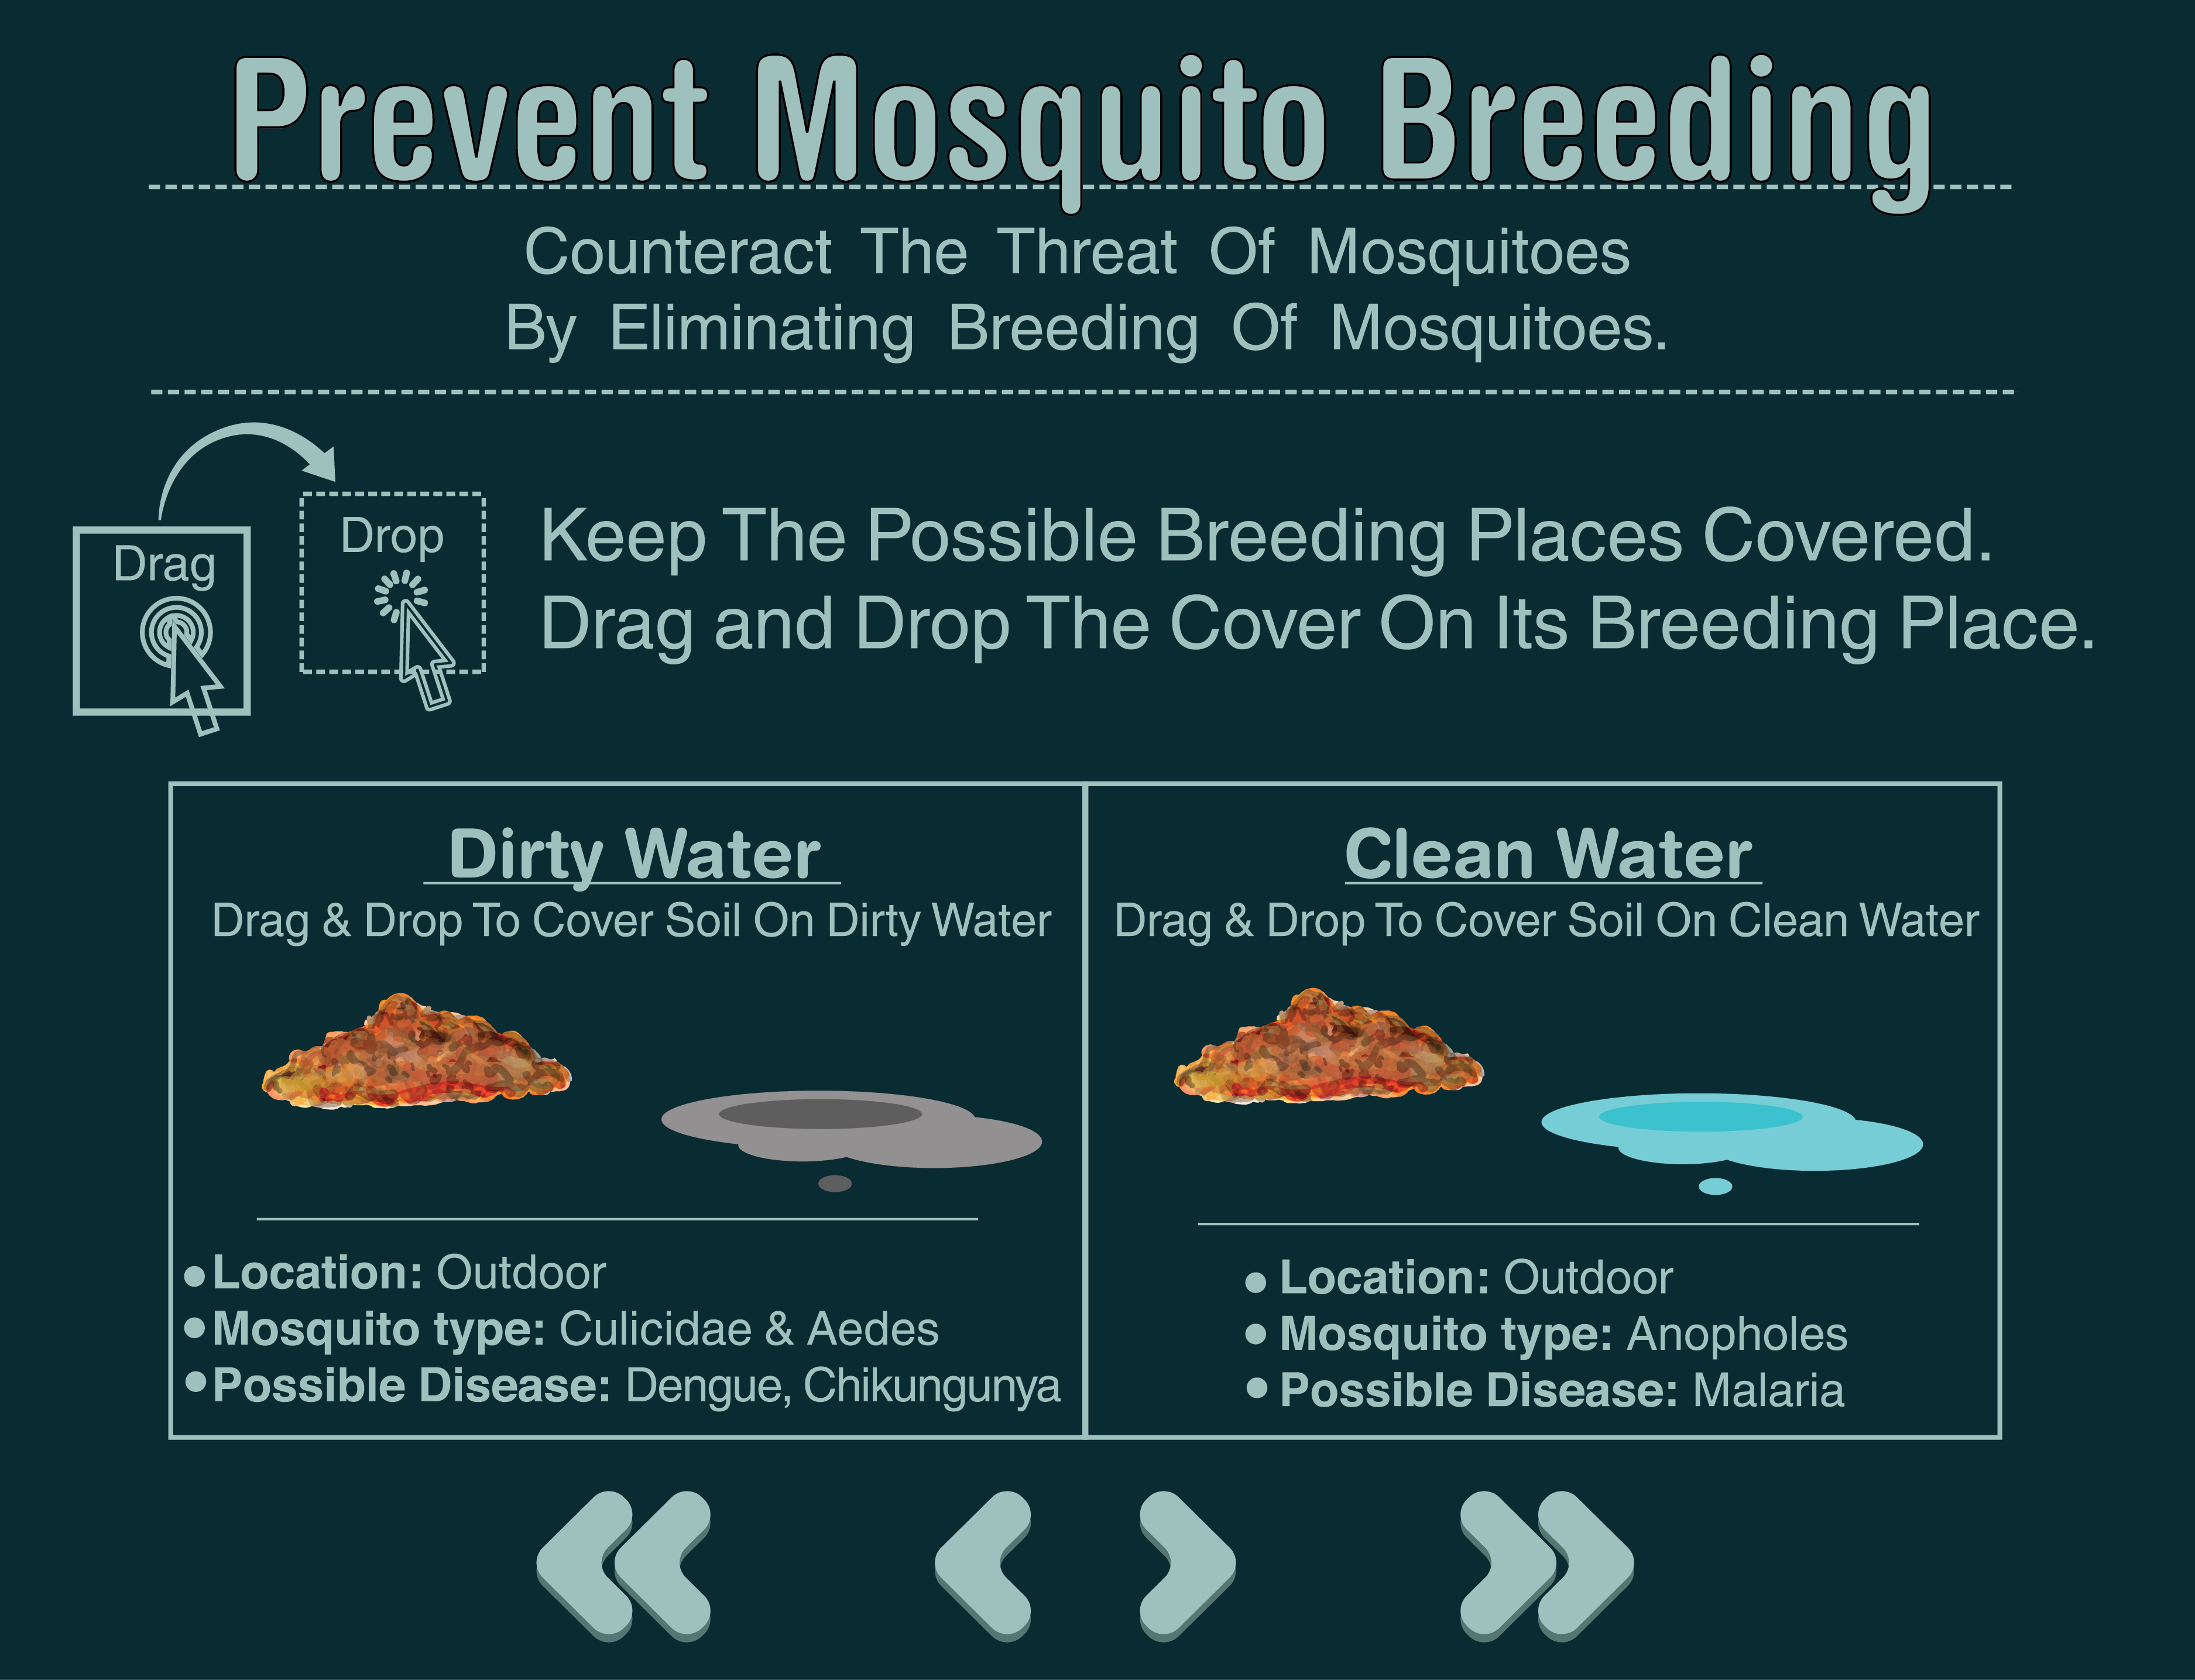 Prevent Mosquito Breeding
Counteract The Threat Of Mosquitoes
By Eliminating Breeding Of Mosquitoes.
Drag
Drop
Keep The Possible Breeding Places Covered.
Drag and Drop The Cover On Its Breeding Place.
Dirty Water
Drag & Drop To Cover Soil On Dirty Water
• Location: Outdoor
• Mosquito type: Culicidae & Aedes
• Possible Disease: Dengue, Chikungunya
Clean Water
Drag & Drop To Cover Soil On Clean Water
• Location: Outdoor
• Mosquito type: Anopholes
• Possible Disease: Malaria